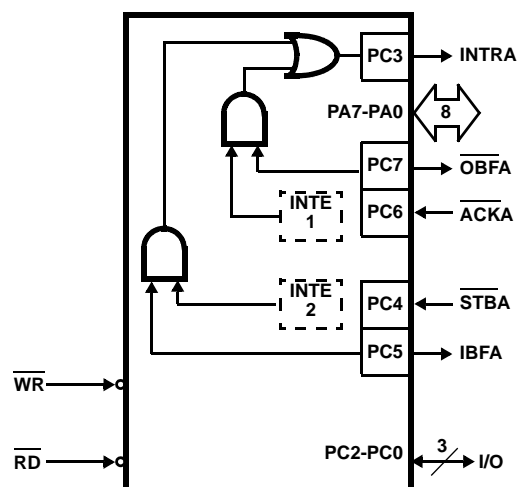 PC3 INTRA
PA7-PA0 8
PC7 OBFA
INTE
1
PC6 ACKA
INTE
2
PC4 STBA
PC5 IBFA
WR
PC2-PC0 3 I/O
RD